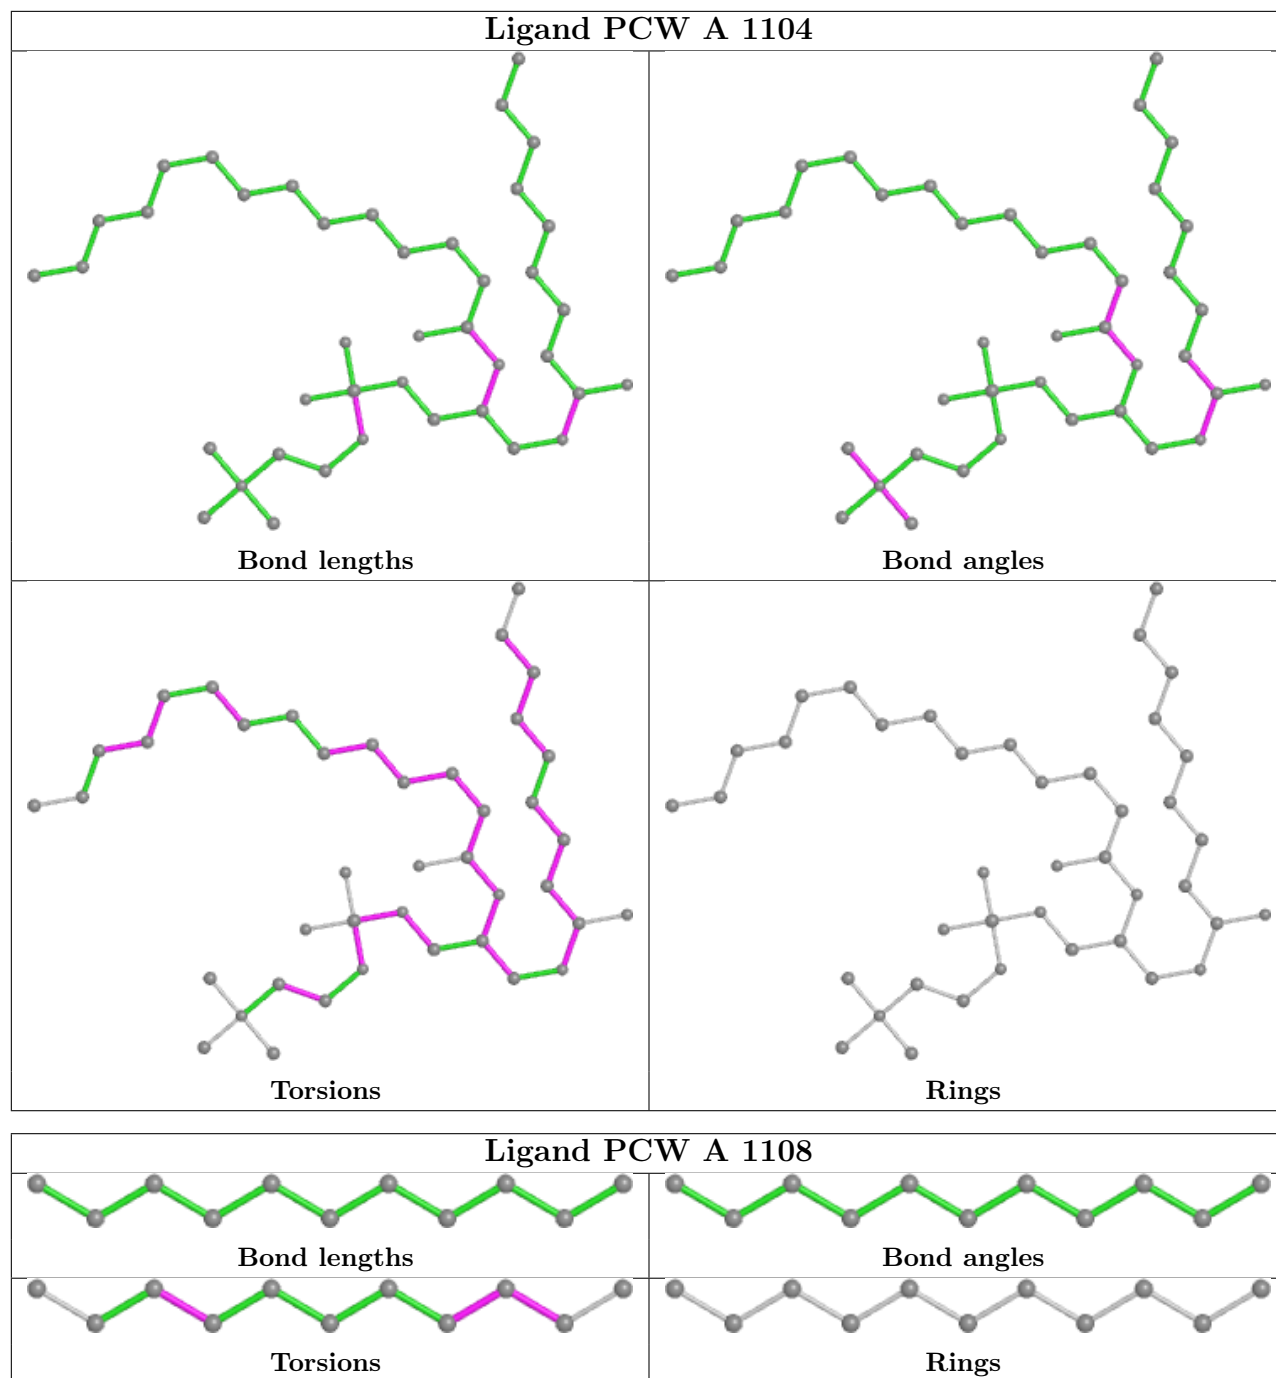 Ligand PCW A 1104
Bond lengths
Bond angles
Torsions
Rings
Ligand PCW A 1108
Bond lengths
Bond angles
Torsions
Rings